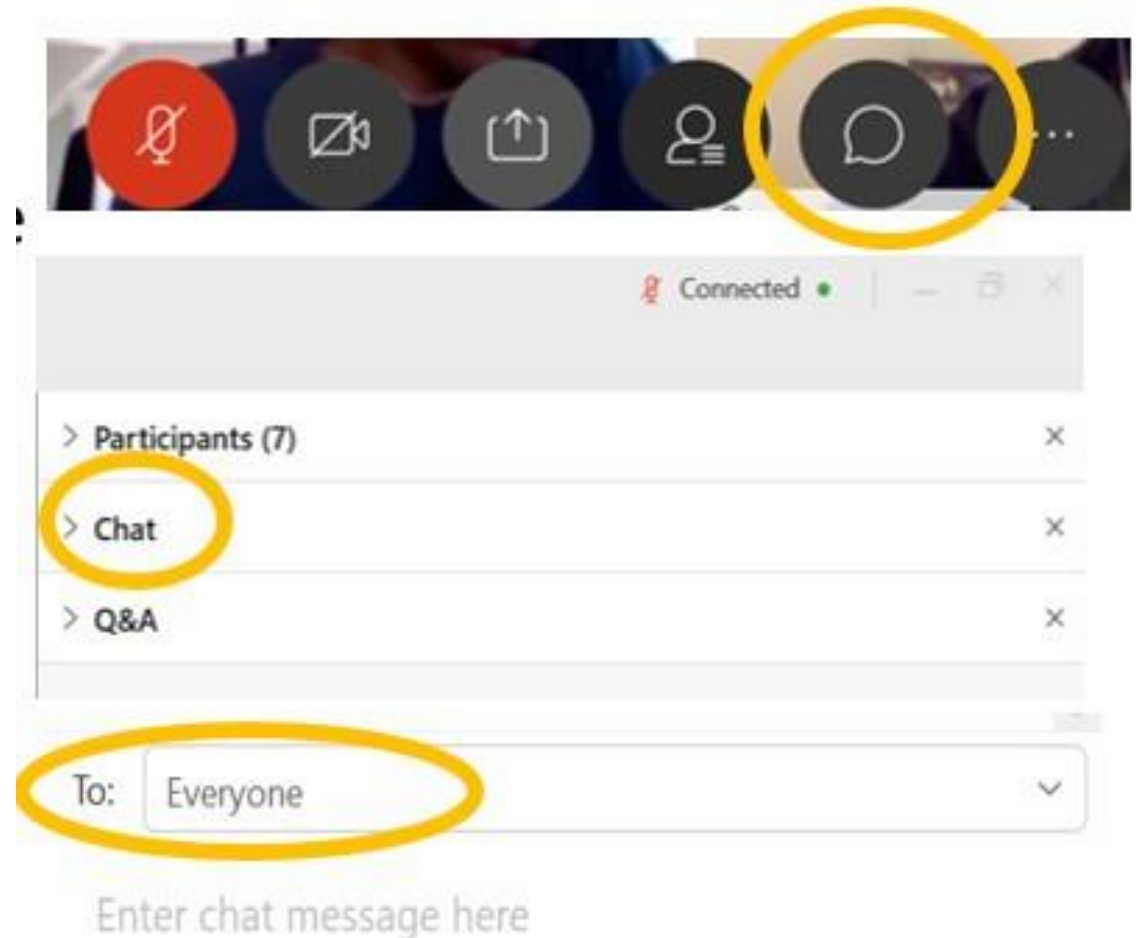 e
Connected
Participants (7)
Chat
Q&A
To: Everyone
Enter chat message here